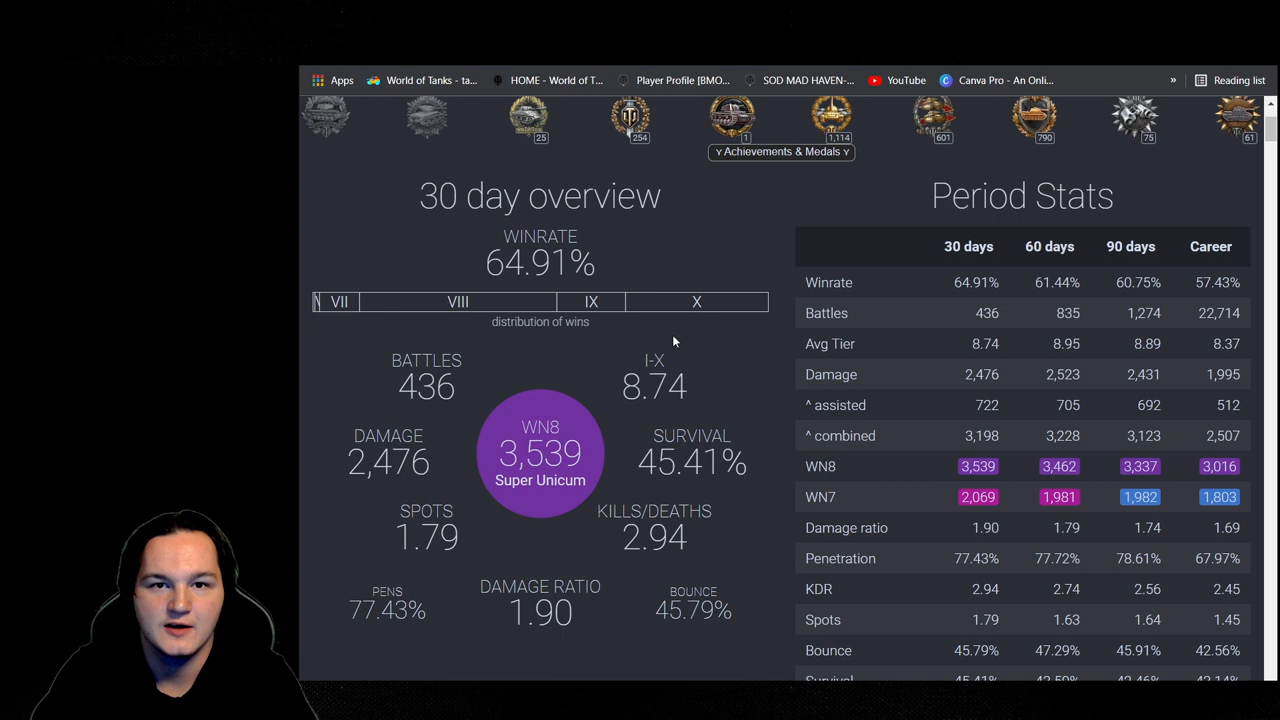 Apps World of Tanks - ta... HOME - World of T... Player Profile [BMO... SOD MAD HAVEN-... YouTube Canva Pro - An Onli... » Reading list
25 254 1 1,114 601 790 75 61
Achievements & Medals
30 day overview
WINRATE
64.91%
VII VIII IX X
distribution of wins
BATTLES
436
I-X
8.74
DAMAGE
2,476
WN8
3,539
Super Unicum
SURVIVAL
45.41%
SPOTS
1.79
KILLS/DEATHS
2.94
PENS
77.43%
DAMAGE RATIO
1.90
BOUNCE
45.79%
Period Stats
30 days 60 days 90 days Career
Winrate 64.91% 61.44% 60.75% 57.43%
Battles 436 835 1,274 22,714
Avg Tier 8.74 8.95 8.89 8.37
Damage 2,476 2,523 2,431 1,995
^ assisted 722 705 692 512
^ combined 3,198 3,228 3,123 2,507
WN8 3,539 3,462 3,337 3,016
WN7 2,069 1,981 1,982 1,803
Damage ratio 1.90 1.79 1.74 1.69
Penetration 77.43% 77.72% 78.61% 67.97%
KDR 2.94 2.74 2.56 2.45
Spots 1.79 1.63 1.64 1.45
Bounce 45.79% 47.29% 45.91% 42.56%
Survival 45.41%